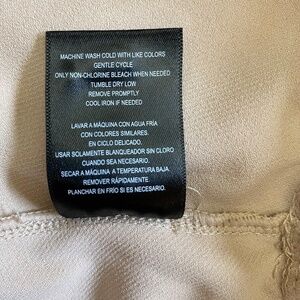 MACHINE WASH COLD WITH LIKE COLORS
GENTLE CYCLE
ONLY NON-CHLORINE BLEACH WHEN NEEDED
TUMBLE DRY LOW
REMOVE PROMPTLY
COOL IRON IF NEEDED
LAVAR A MÁQUINA CON AGUA FRÍA
CON COLORES SIMILARES.
EN CICLO DELICADO.
USAR SOLAMENTE BLANQUEADOR SIN CLORO
CUANDO SEA NECESARIO.
SECAR A MÁQUINA A TEMPERATURA BAJA
REMOVER RÁPIDAMENTE.
PLANCHAR EN FRÍO SI ES NECESARIO.